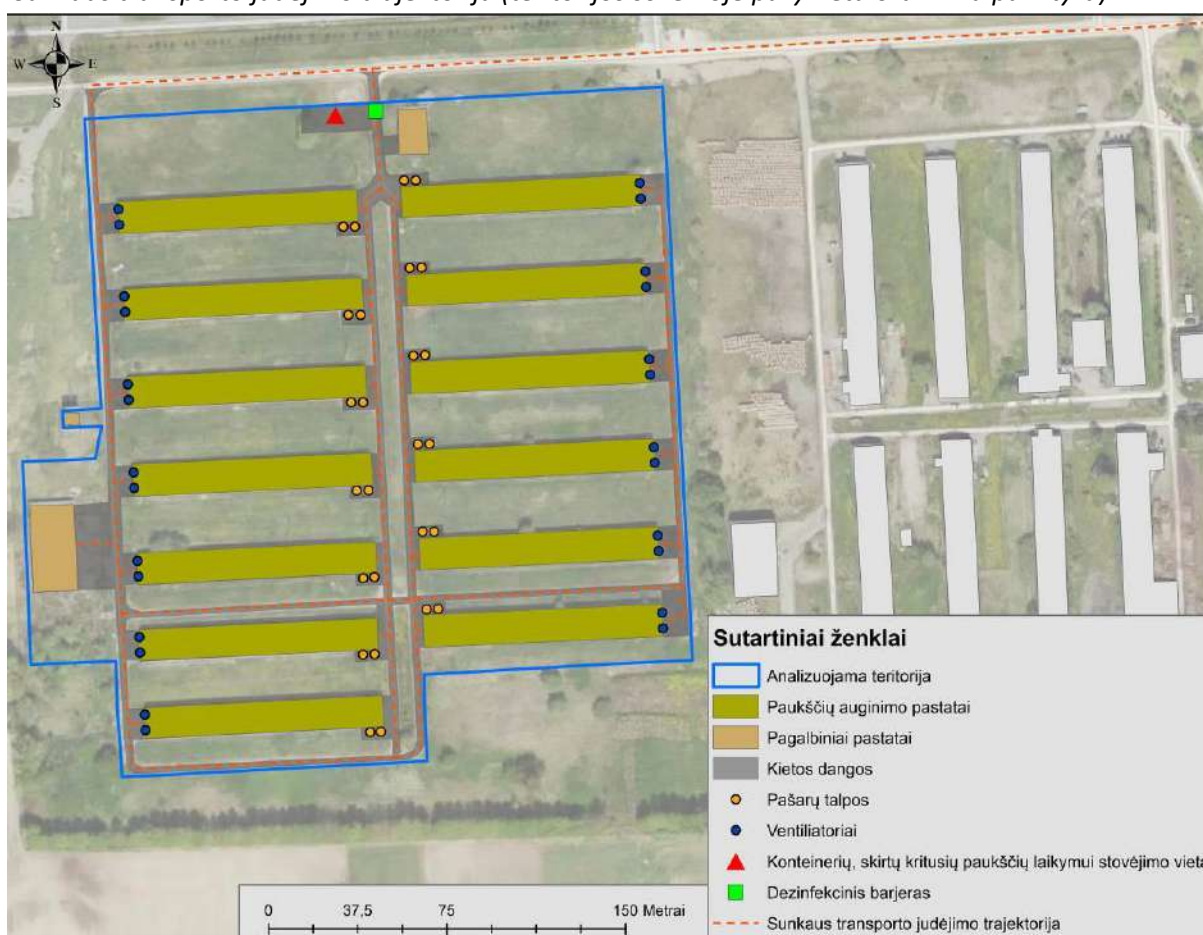 N
W E
S
Sutartiniai ženklai
Analizuojama teritorija
Paukščių auginimo pastatai
Pagalbiniai pastatai
Kietos dangos
Pašarų talpos
Ventiliatoriai
Konteinerių, skirtų kritusių paukščių laikymui stovėjimo vieta
Dezinfekcinis barjeras
Sunkaus transporto judėjimo trajektorija
0 37,5 75 150 Metrai